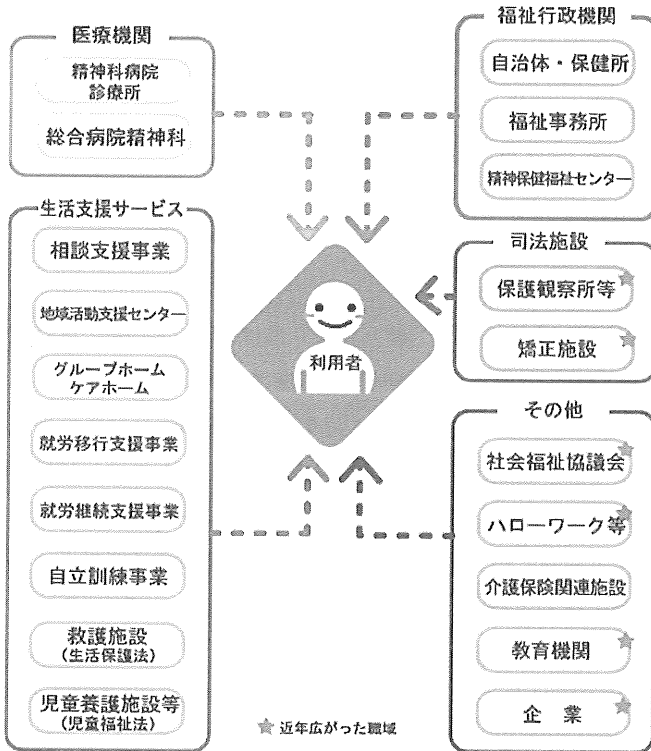 医療機関
精神科病院
診療所
総合病院精神科
生活支援サービス
相談支援事業
地域活動支援センター
グループホーム
ケアホーム
就労移行支援事業
就労継続支援事業
自立訓練事業
救護施設
(生活保護法)
児童養護施設等
(児童福祉法)
利用者
福祉行政機関
自治体・保健所
福祉事務所
精神保健福祉センター
司法施設
保護観察所等
矯正施設
その他
社会福祉協議会
ハローワーク等
介護保険関連施設
教育機関
企 業
近年広がった職域